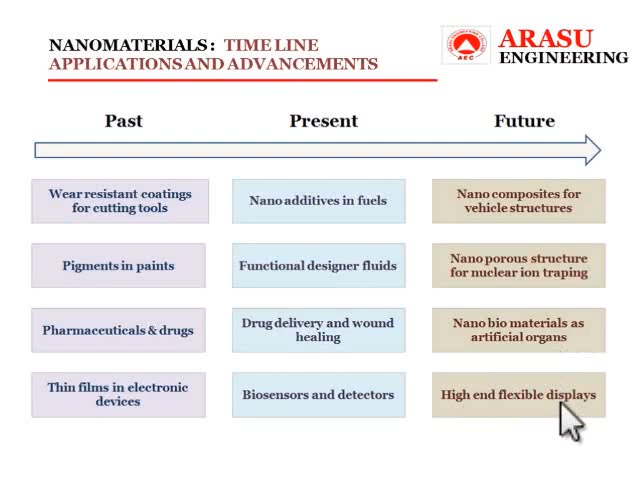 NANOMATERIALS: TIME LINE
APPLICATIONS AND ADVANCEMENTS
AEC
ARASU
ENGINEERING
Past Present Future
Wear resistant coatings
for cutting tools
Nano additives in fuels
Nano composites for
vehicle structures
Pigments in paints
Functional designer fluids
Nano porous structure
for nuclear ion traping
Pharmaceuticals & drugs
Drug delivery and wound
healing
Nano bio materials as
artificial organs
Thin films in electronic
devices
Biosensors and detectors
High end flexible displays